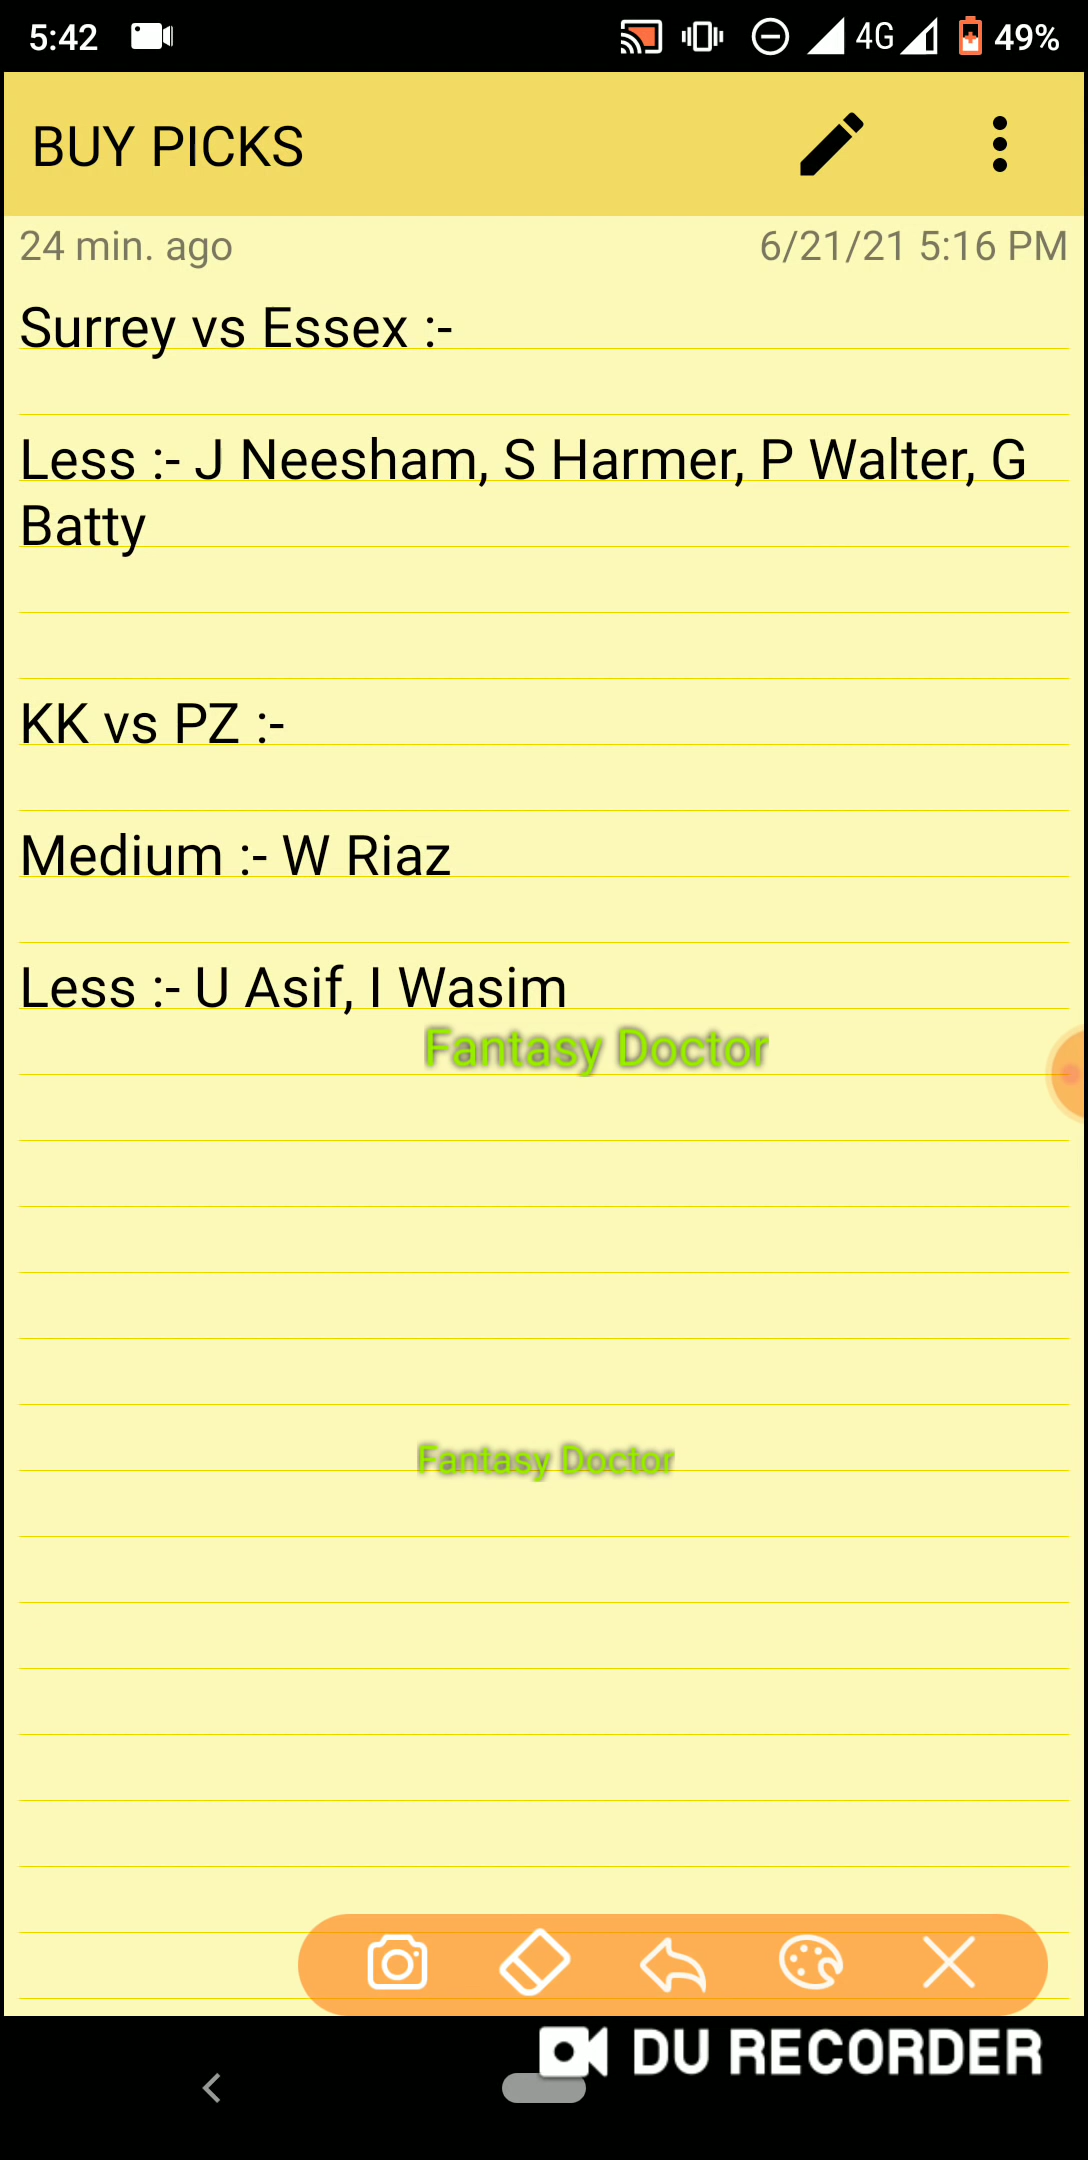 5:42 4G 49%
BUY PICKS
24 min. ago 6/21/21 5:16 PM
Surrey vs Essex :-
Less :- J Neesham, S Harmer, P Walter, G
Batty
KK vs PZ :-
Medium :- W Riaz
Less :- U Asif, I Wasim
Fantasy Doctor
Fantasy Doctor
DU RECORDER